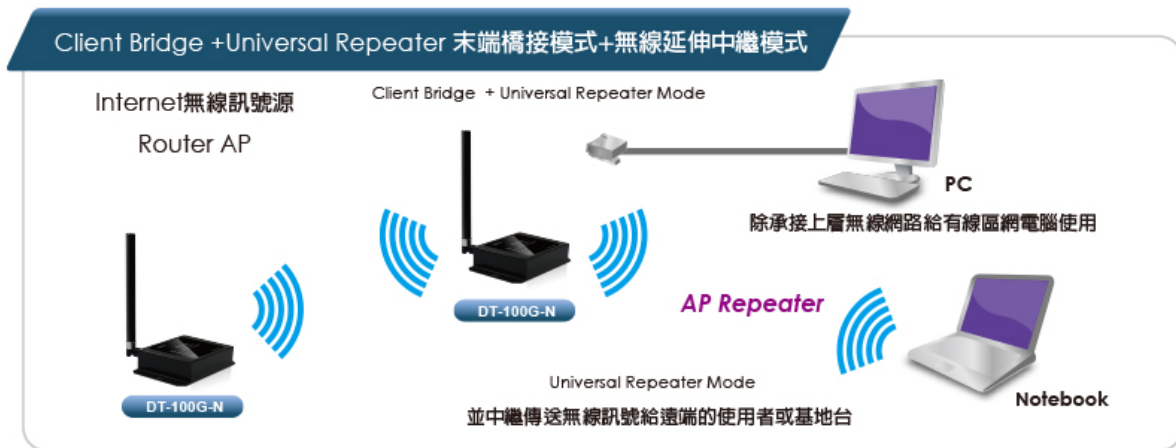 Client Bridge +Universal Repeater 末端橋接模式+無線延伸中繼模式
Internet無線訊號源
Router AP
DT-100G-N
Client Bridge + Universal Repeater Mode
DT-100G-N
PC
除承接上層無線網路給有線區網電腦使用
AP Repeater
Notebook
Universal Repeater Mode
並中繼傳送無線訊號給遠端的使用者或基地台